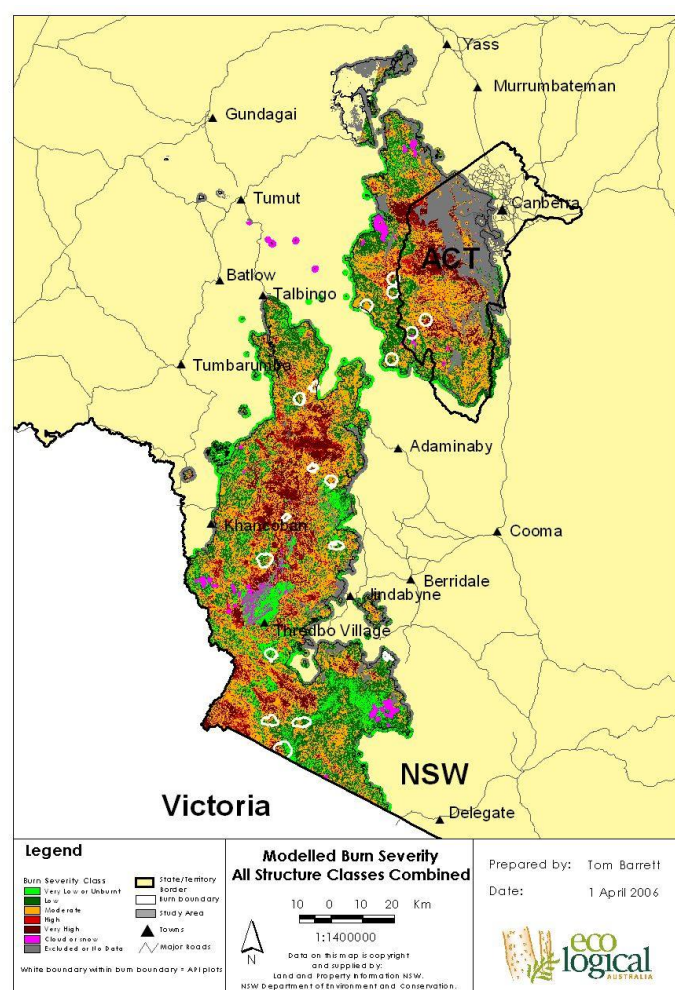 Yass
Murrumbateman
Gundagai
Tumut
Canberra
ACT
Batlow
Talbingo
Tumbarumba
Adaminaby
Khancoban
Cooma
Berridale
Jindabyne
Thredbo Village
NSW
Victoria
Delegate
Legend
Burn Severity Class
Very Low or Unburnt
Low
Moderate
High
Very High
Cloud or snow
Excluded or No Data
State/Territory
Border
Burn boundary
Study Area
Towns
Major Roads
White boundary within burn boundary = API plots
Modelled Burn Severity
All Structure Classes Combined
10 0 10 20 Km
1:1400000
N
Data on this map is copyright
and supplied by:
Land and Property Information NSW.
NSW Department of Environment and Conservation.
Prepared by: Tom Barrett
Date: 1 April 2006
eco
logical
AUSTRALIA